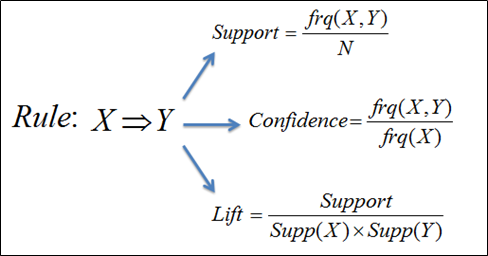 Support = frq(X,Y) / N
Rule: X ⇒ Y
Confidence = frq(X,Y) / frq(X)
Lift = Support / Supp(X)×Supp(Y)